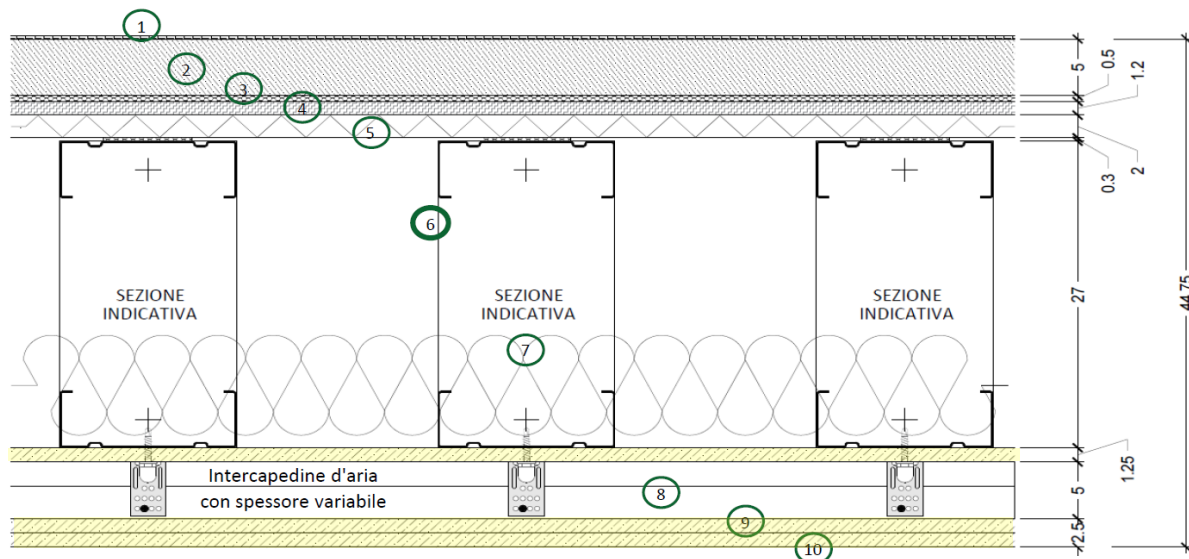 1
2
3
4
5
6
SEZIONE
INDICATIVA
SEZIONE
INDICATIVA
SEZIONE
INDICATIVA
7
Intercapedine d'aria
con spessore variabile
8
9
10
5
0.5
1.2
2
0.3
27
44.75
1.25
5
2.5